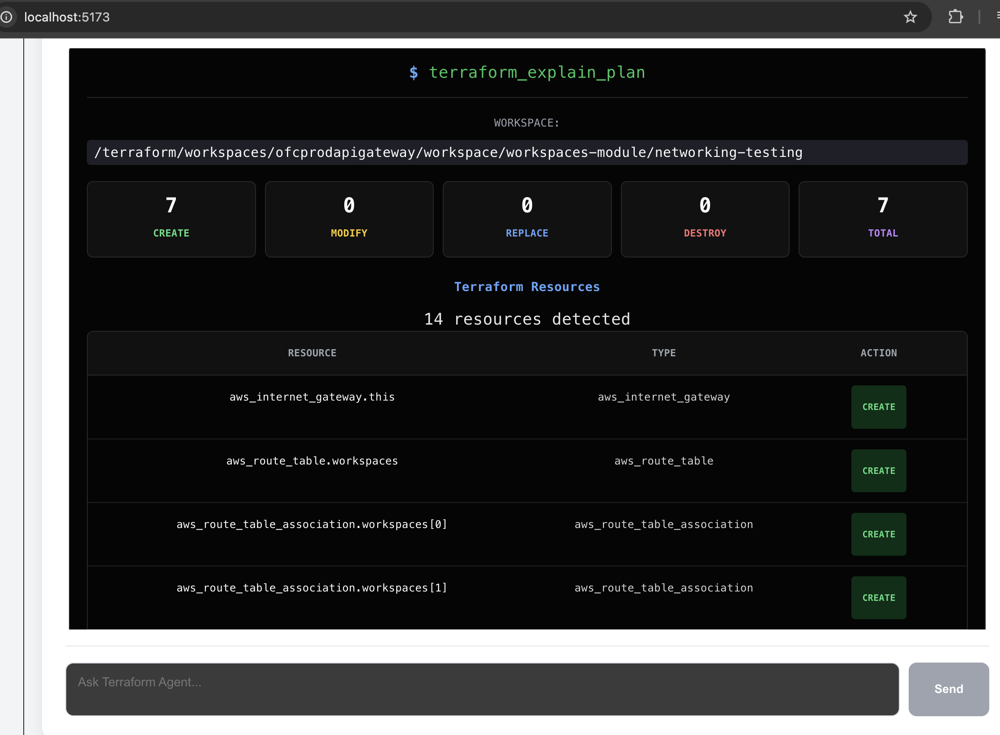 localhost:5173
$ terraform_explain_plan
WORKSPACE:
/terraform/workspaces/ofcprodapigateway/workspace/workspaces-module/networking-testing
7 0 0 0 7
CREATE MODIFY REPLACE DESTROY TOTAL
Terraform Resources
14 resources detected
RESOURCE TYPE ACTION
aws_internet_gateway.this aws_internet_gateway CREATE
aws_route_table.workspaces aws_route_table CREATE
aws_route_table_association.workspaces[0] aws_route_table_association CREATE
aws_route_table_association.workspaces[1] aws_route_table_association CREATE
Ask Terraform Agent...
Send